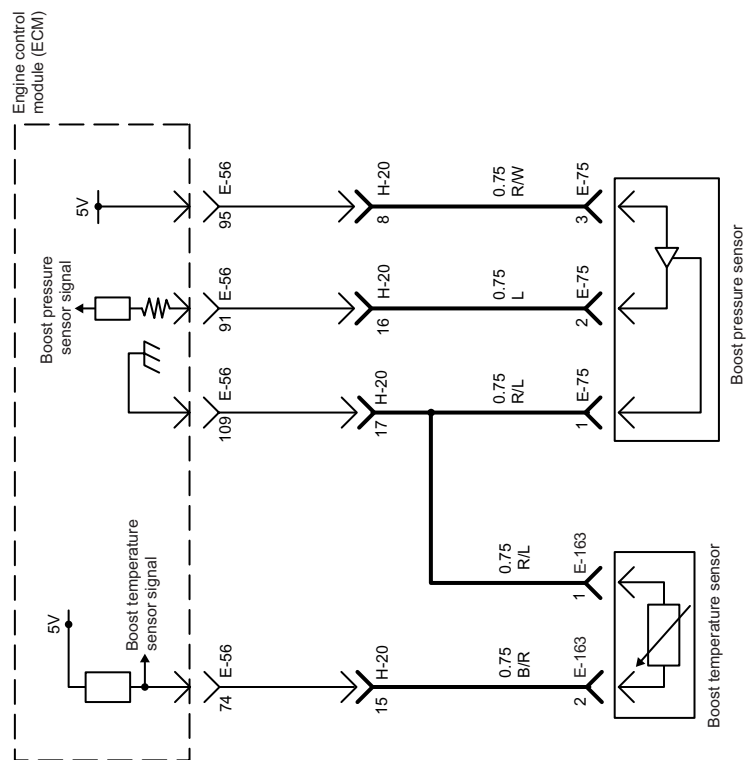 Engine control
module (ECM)
5V
Boost pressure
sensor signal
5V
Boost temperature
sensor signal
95
E-56
91
E-56
109
E-56
74
E-56
8
H-20
16
H-20
17
H-20
15
H-20
0.75
R/W
0.75
L
0.75
R/L
0.75
R/L
0.75
B/R
3
E-75
2
E-75
1
E-75
1
E-163
2
E-163
Boost pressure sensor
Boost temperature sensor